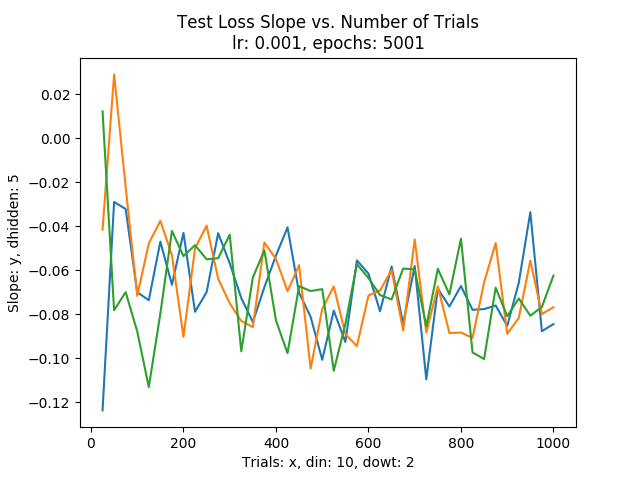 Test Loss Slope vs. Number of Trials
lr: 0.001, epochs: 5001
Slope: y, dhidden: 5
0.02
0.00
−0.02
−0.04
−0.06
−0.08
−0.10
−0.12
0 200 400 600 800 1000
Trials: x, din: 10, dowt: 2